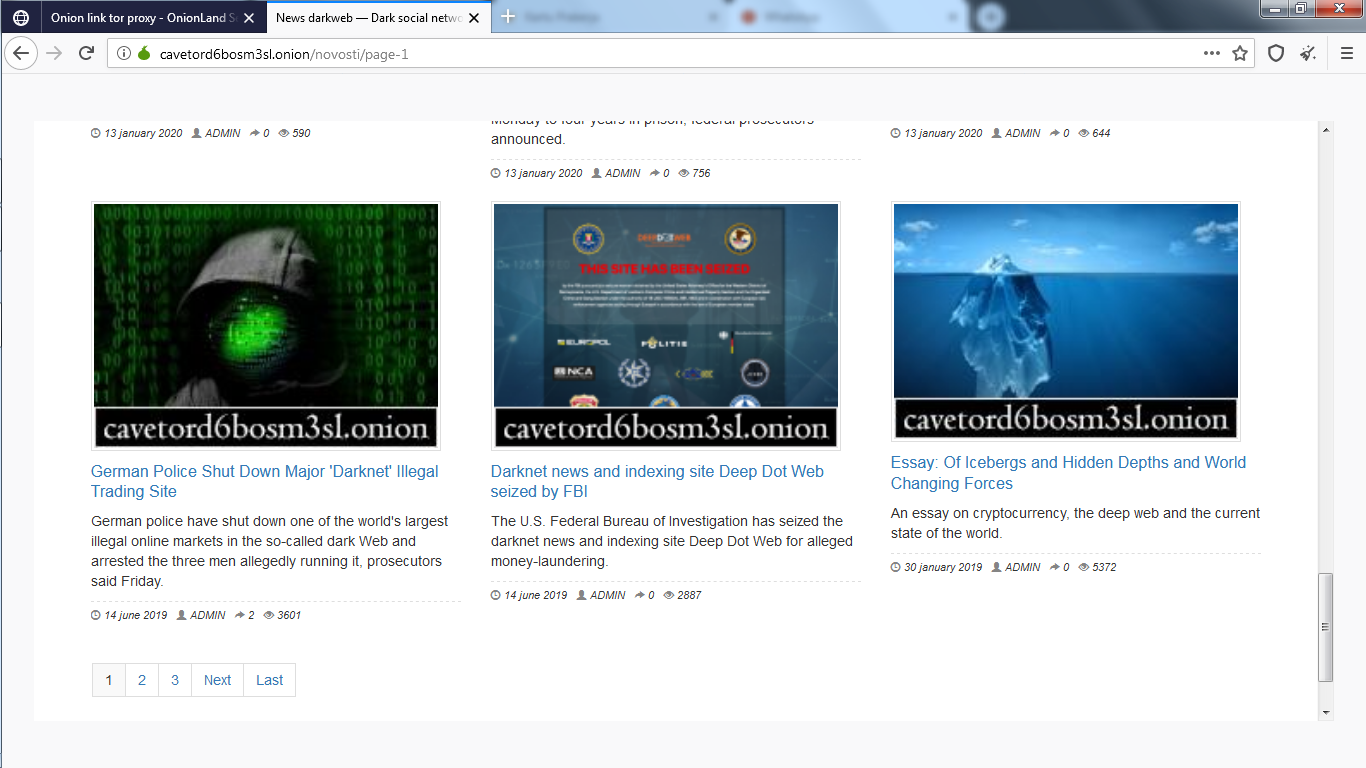 Onion link tor proxy - OnionLand S
News darkweb — Dark social netwo
cavetord6bosm3sl.onion/novosti/page-1
13 january 2020 ADMIN 0 590
Monday to four years in prison, federal prosecutors
announced.
13 january 2020 ADMIN 0 756
13 january 2020 ADMIN 0 644
cavetord6bosm3sl.onion
German Police Shut Down Major 'Darknet' Illegal
Trading Site
German police have shut down one of the world's largest
illegal online markets in the so-called dark Web and
arrested the three men allegedly running it, prosecutors
said Friday.
14 june 2019 ADMIN 2 3601
DEEPDOTWEB
THIS SITE HAS BEEN SEIZED
EUROPOL
POLITIE
NCA
cavetord6bosm3sl.onion
Darknet news and indexing site Deep Dot Web
seized by FBI
The U.S. Federal Bureau of Investigation has seized the
darknet news and indexing site Deep Dot Web for alleged
money-laundering.
14 june 2019 ADMIN 0 2887
cavetord6bosm3sl.onion
Essay: Of Icebergs and Hidden Depths and World
Changing Forces
An essay on cryptocurrency, the deep web and the current
state of the world.
30 january 2019 ADMIN 0 5372
1 2 3 Next Last